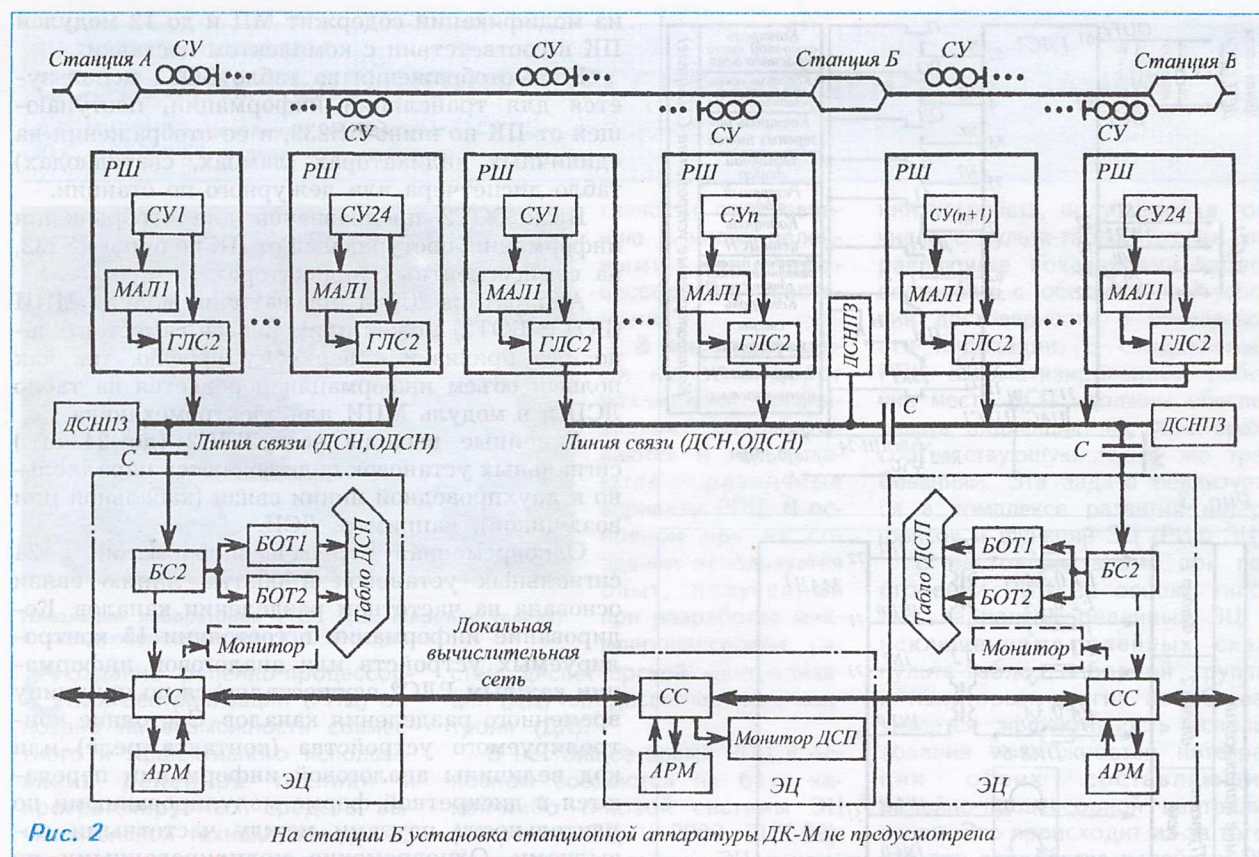 СУ
СУ
СУ
Станция А
Станция Б
Станция Б
СУ
СУ
СУ
РШ
РШ
РШ
РШ
РШ
РШ
СУ1
СУ24
СУ1
СУn
СУ(n+1)
СУ24
МАЛ1
МАЛ1
МАЛ1
МАЛ1
МАЛ1
МАЛ1
ГЛС2
ГЛС2
ГЛС2
ГЛС2
ДСНПЗ
ГЛС2
ГЛС2
ДСНПЗ
Линия связи (ДСН,ОДСН)
Линия связи (ДСН,ОДСН)
С
ДСНПЗ
С
С
БС2
БОТ1
БОТ2
Табло ДСП
Монитор
Табло ДСП
БОТ1
БОТ2
БС2
Монитор
Локальная
вычислительная
сеть
СС
СС
СС
Монитор ДСП
АРМ
АРМ
АРМ
ЭЦ
ЭЦ
ЭЦ
Рис. 2
На станции Б установка станционной аппаратуры ДК-М не предусмотрена